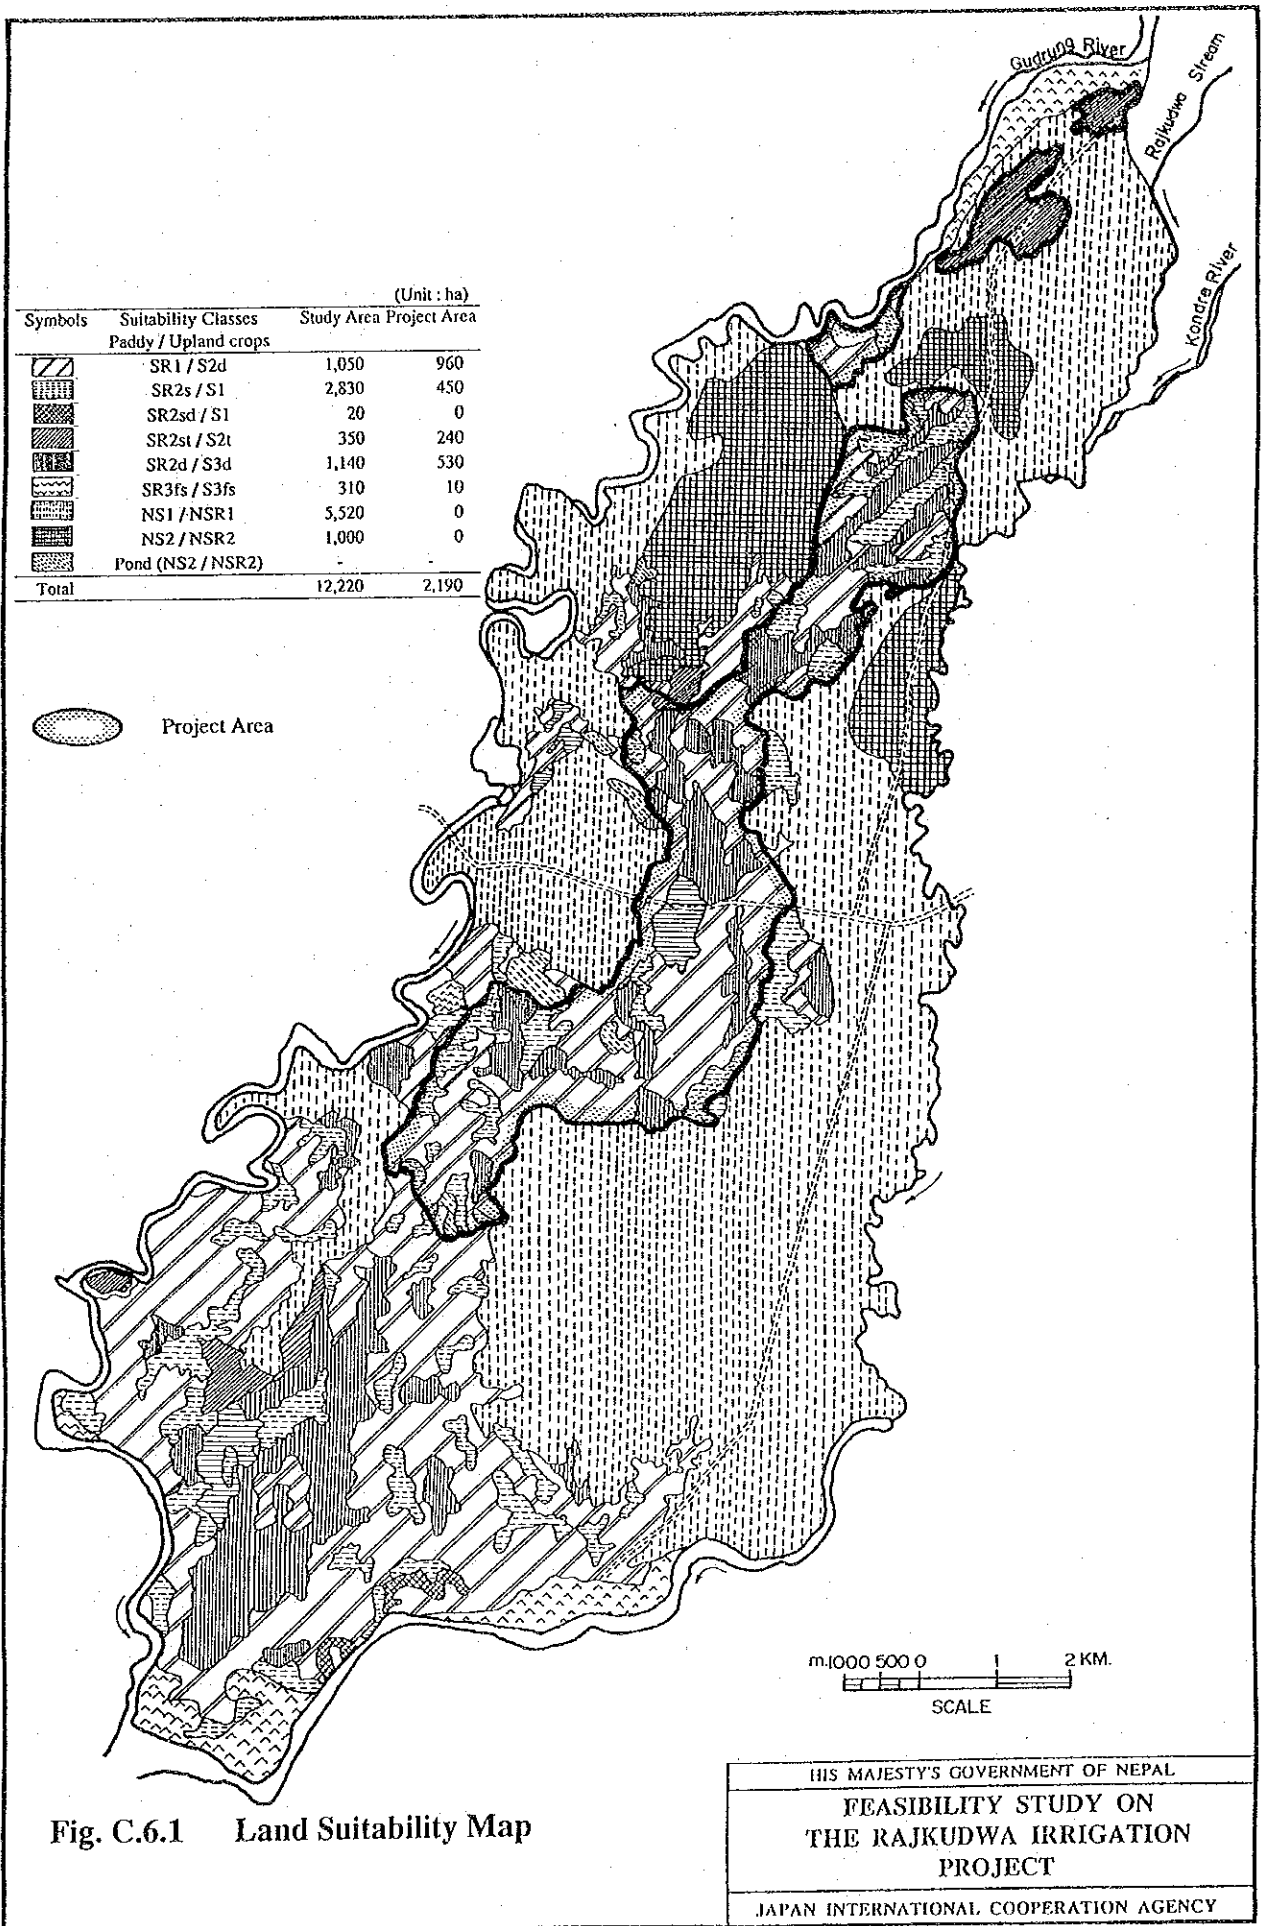 Gudrung River
Rajkudwa Stream
Kondre River
(Unit : ha)
Symbols Suitability Classes Study Area Project Area
Paddy / Upland crops
SR1 / S2d 1,050 960
SR2s / S1 2,830 450
SR2sd / S1 20 0
SR2st / S2t 350 240
SR2d / S3d 1,140 530
SR3fs / S3fs 310 10
NS1 / NSR1 5,520 0
NS2 / NSR2 1,000 0
Pond (NS2 / NSR2) - -
Total 12,220 2,190
Project Area
m.1000 500 0 1 2 KM.
SCALE
Fig. C.6.1 Land Suitability Map
HIS MAJESTY'S GOVERNMENT OF NEPAL
FEASIBILITY STUDY ON
THE RAJKUDWA IRRIGATION
PROJECT
JAPAN INTERNATIONAL COOPERATION AGENCY